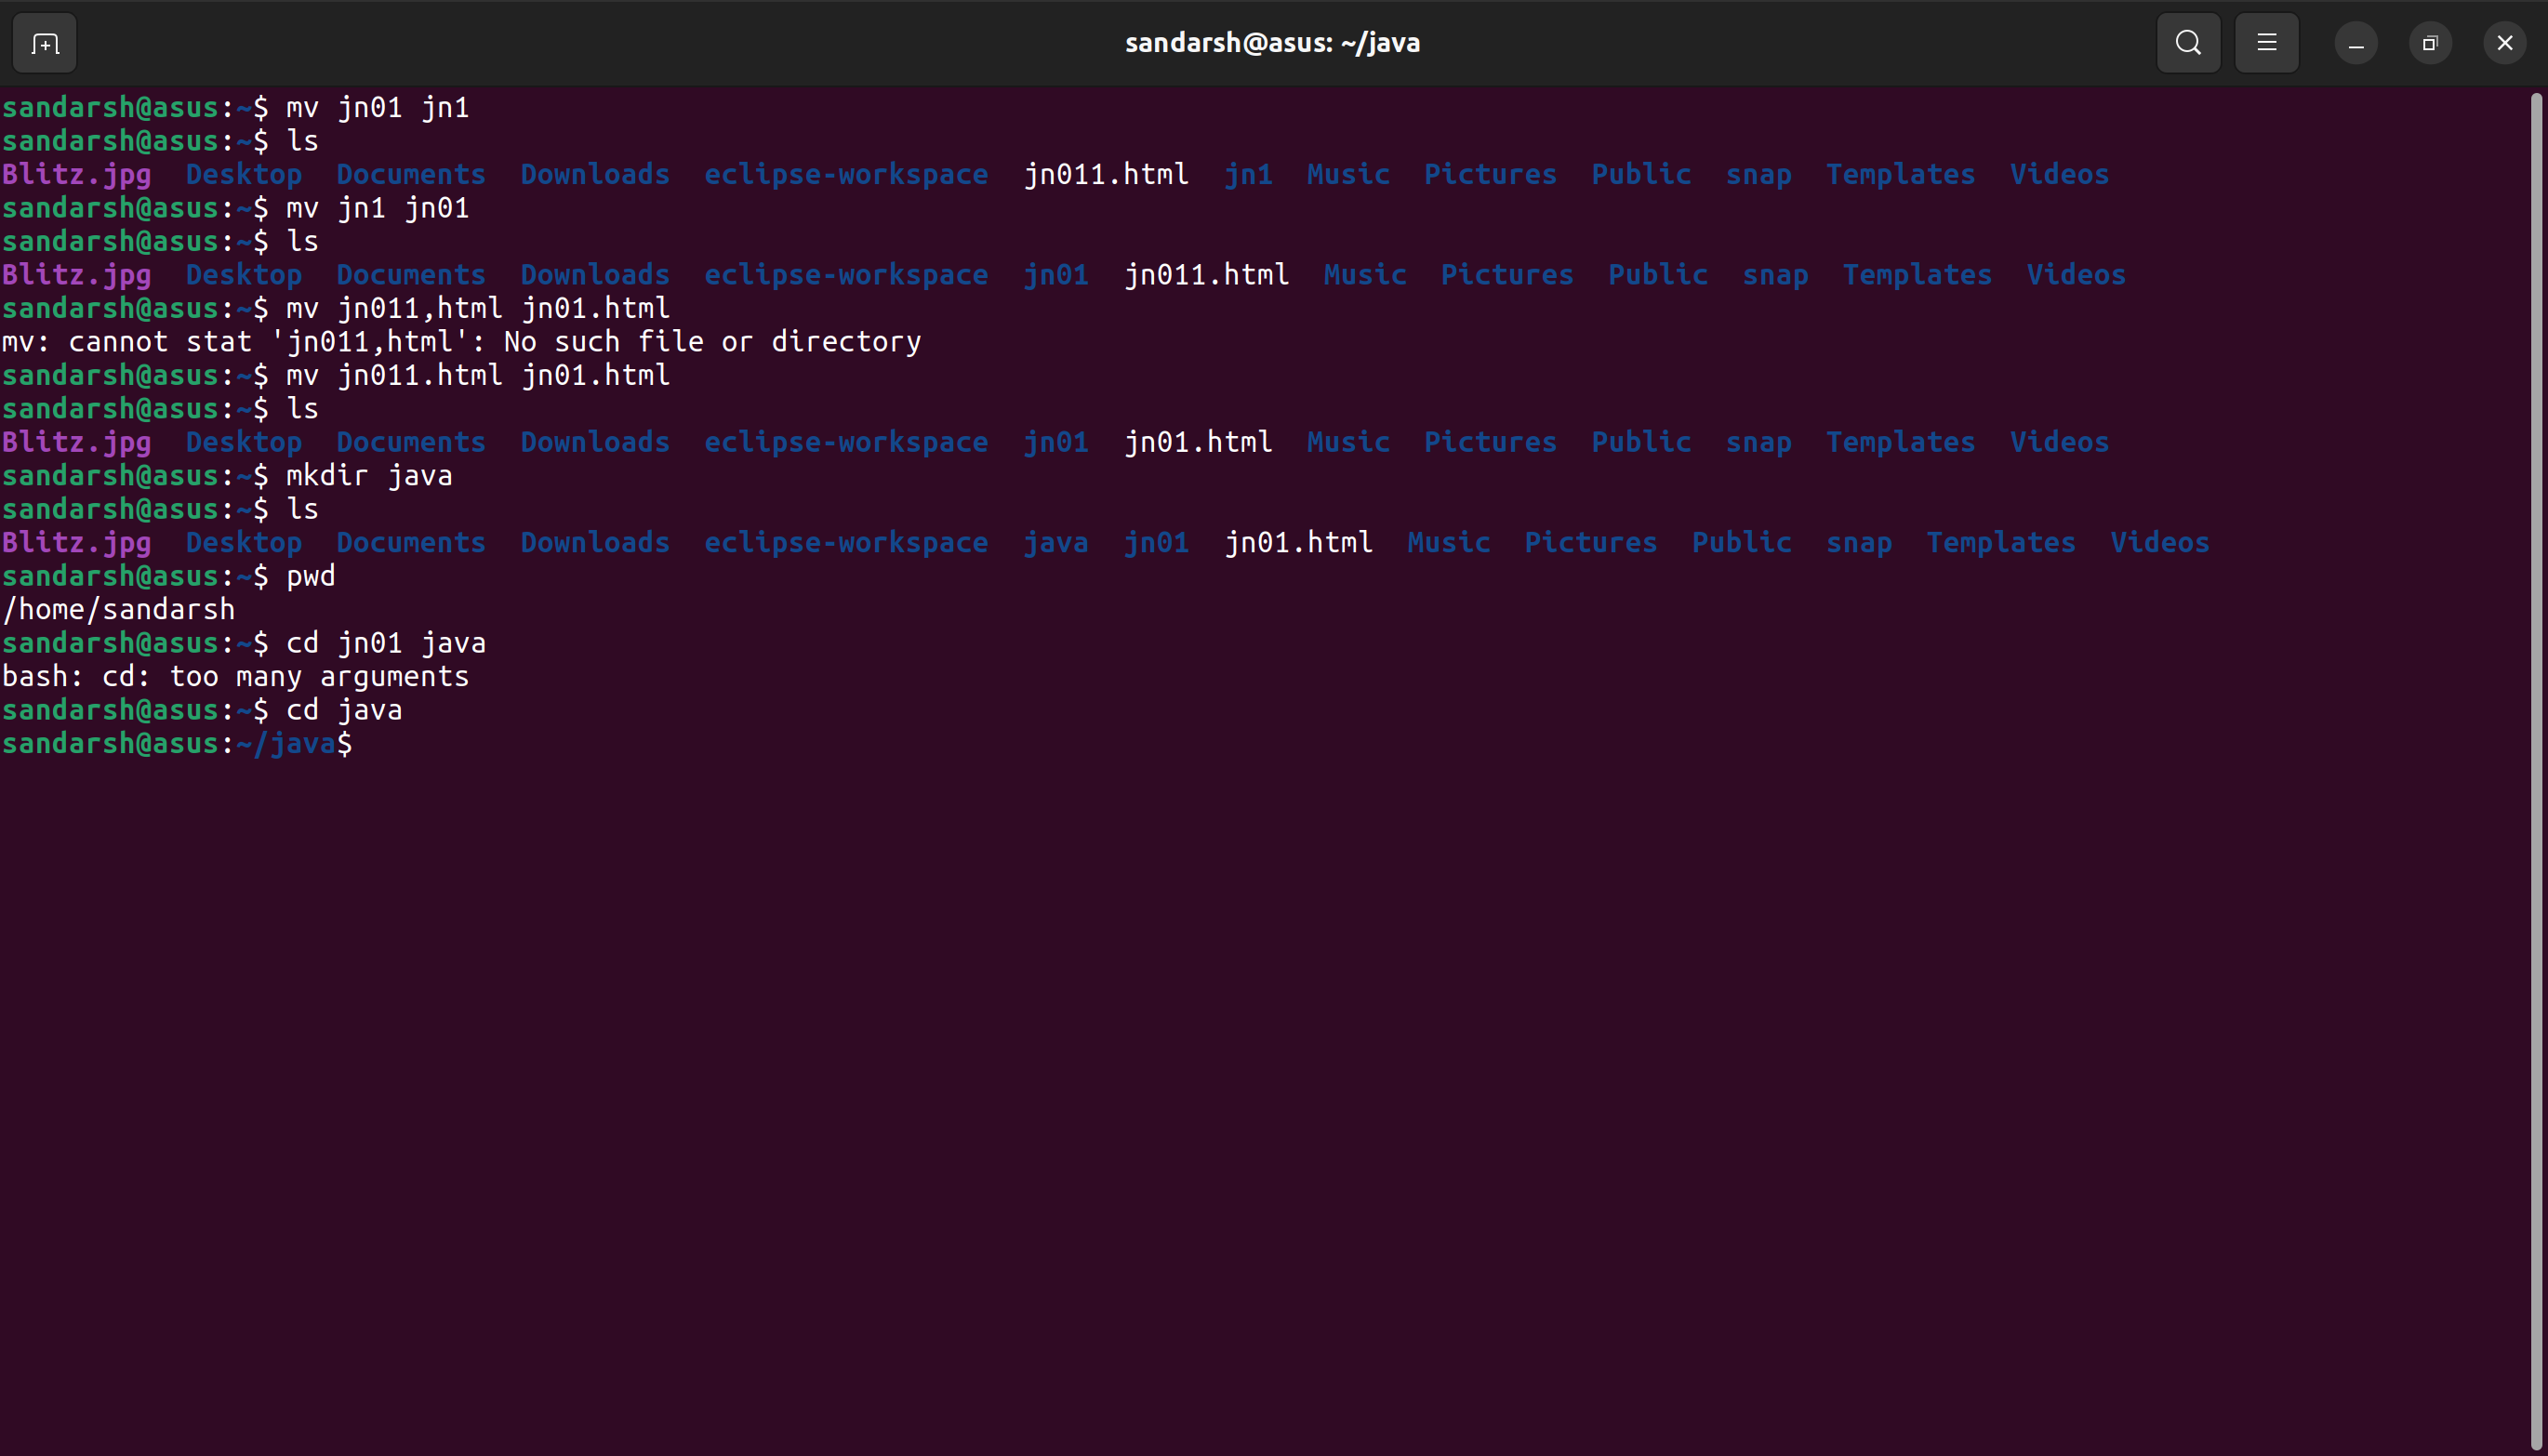 sandarsh@asus: ~/java
sandarsh@asus:~$ mv jn01 jn1
sandarsh@asus:~$ ls
Blitz.jpg  Desktop  Documents  Downloads  eclipse-workspace  jn011.html  jn1  Music  Pictures  Public  snap  Templates  Videos
sandarsh@asus:~$ mv jn1 jn01
sandarsh@asus:~$ ls
Blitz.jpg  Desktop  Documents  Downloads  eclipse-workspace  jn01  jn011.html  Music  Pictures  Public  snap  Templates  Videos
sandarsh@asus:~$ mv jn011,html jn01.html
mv: cannot stat 'jn011,html': No such file or directory
sandarsh@asus:~$ mv jn011.html jn01.html
sandarsh@asus:~$ ls
Blitz.jpg  Desktop  Documents  Downloads  eclipse-workspace  jn01  jn01.html  Music  Pictures  Public  snap  Templates  Videos
sandarsh@asus:~$ mkdir java
sandarsh@asus:~$ ls
Blitz.jpg  Desktop  Documents  Downloads  eclipse-workspace  java  jn01  jn01.html  Music  Pictures  Public  snap  Templates  Videos
sandarsh@asus:~$ pwd
/home/sandarsh
sandarsh@asus:~$ cd jn01 java
bash: cd: too many arguments
sandarsh@asus:~$ cd java
sandarsh@asus:~/java$